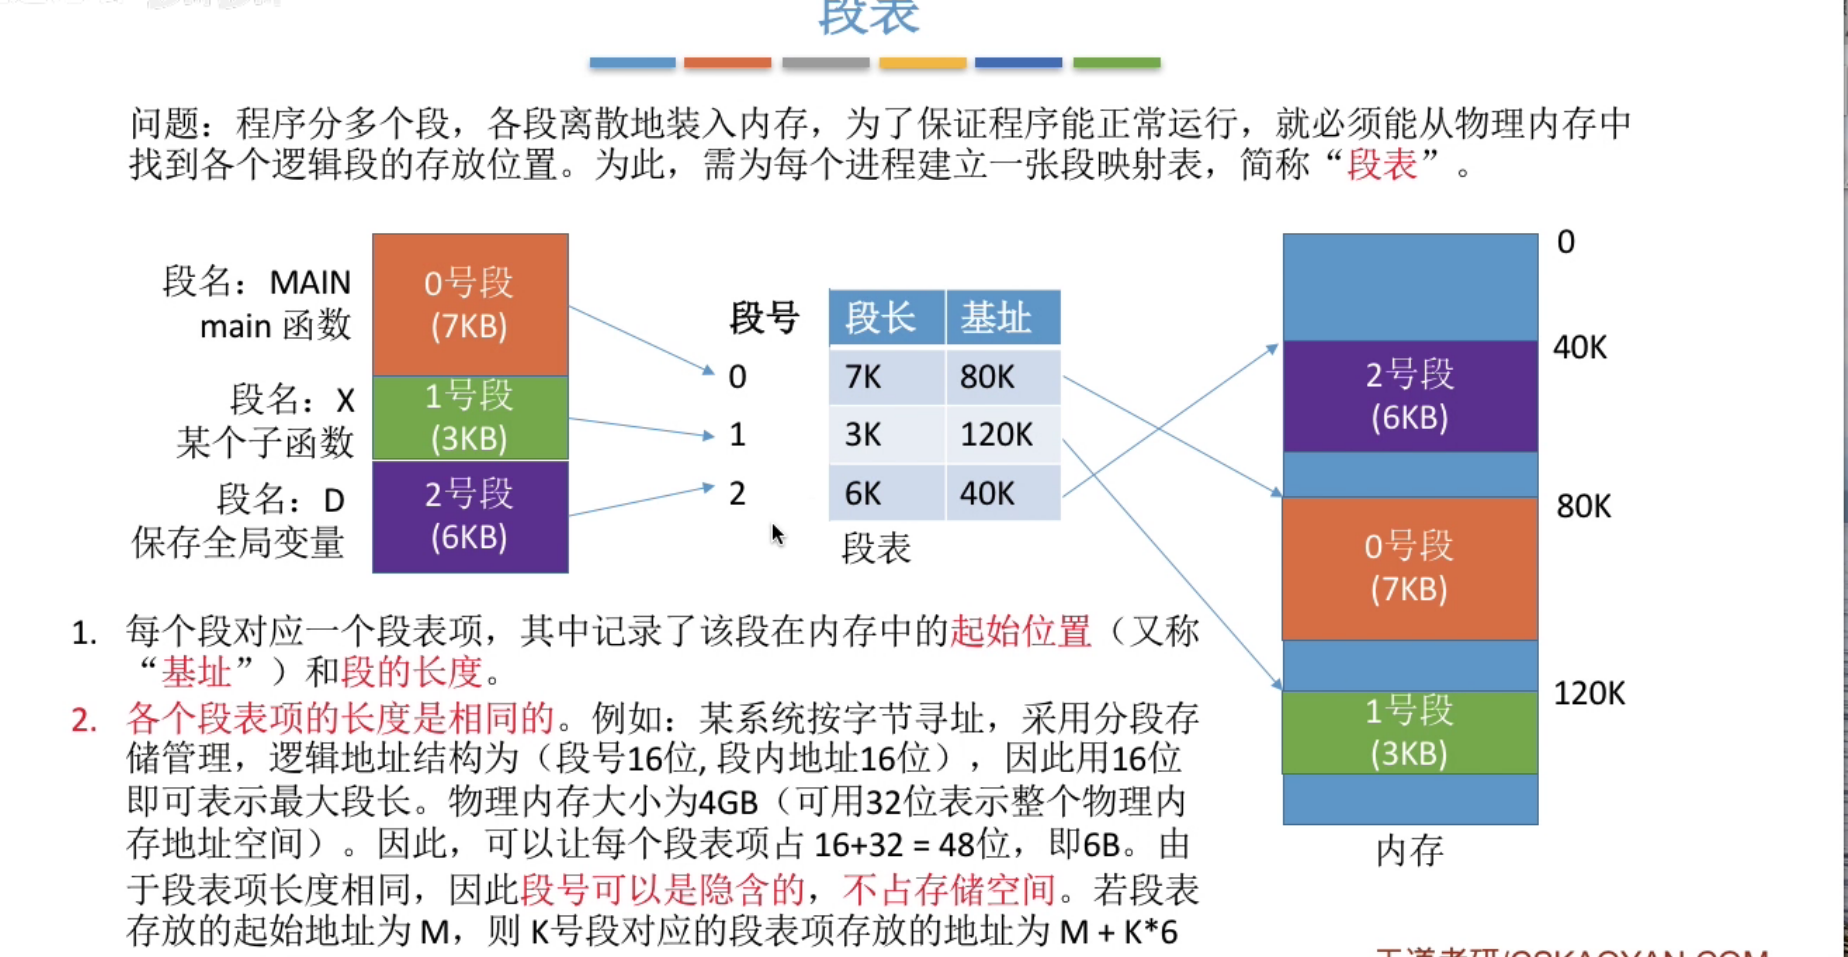 段表
问题：程序分多个段，各段离散地装入内存，为了保证程序能正常运行，就必须能从物理内存中
找到各个逻辑段的存放位置。为此，需为每个进程建立一张段映射表，简称“段表”。
段名：MAIN
main 函数
0号段
(7KB)
段名：X
某个子函数
1号段
(3KB)
段名：D
保存全局变量
2号段
(6KB)
段号 段长 基址
0 7K 80K
1 3K 120K
2 6K 40K
段表
0
40K
2号段
(6KB)
80K
0号段
(7KB)
120K
1号段
(3KB)
内存
1. 每个段对应一个段表项，其中记录了该段在内存中的起始位置（又称
“基址”）和段的长度。
2. 各个段表项的长度是相同的。例如：某系统按字节寻址，采用分段存
储管理，逻辑地址结构为（段号16位, 段内地址16位），因此用16位
即可表示最大段长。物理内存大小为4GB（可用32位表示整个物理内
存地址空间）。因此，可以让每个段表项占 16+32 = 48位，即6B。由
于段表项长度相同，因此段号可以是隐含的，不占存储空间。若段表
存放的起始地址为 M，则 K号段对应的段表项存放的地址为 M + K*6
王道考研/CSKAOYAN.COM